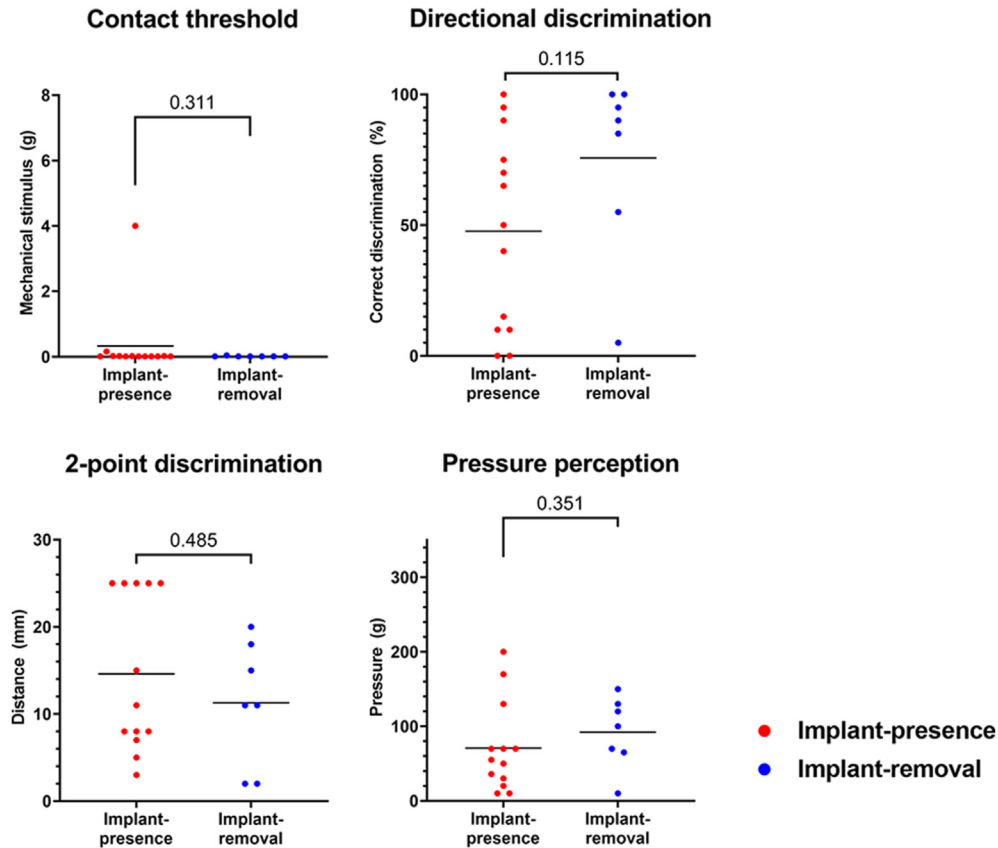 Contact threshold
0.311
Mechanical stimulus (g)
8
6
4
2
0
Implant-
presence
Implant-
removal
Directional discrimination
0.115
Correct discrimination (%)
100
50
0
Implant-
presence
Implant-
removal
2-point discrimination
0.485
Distance (mm)
30
20
10
0
Implant-
presence
Implant-
removal
Pressure perception
0.351
Pressure (g)
300
200
100
0
Implant-
presence
Implant-
removal
Implant-presence
Implant-removal